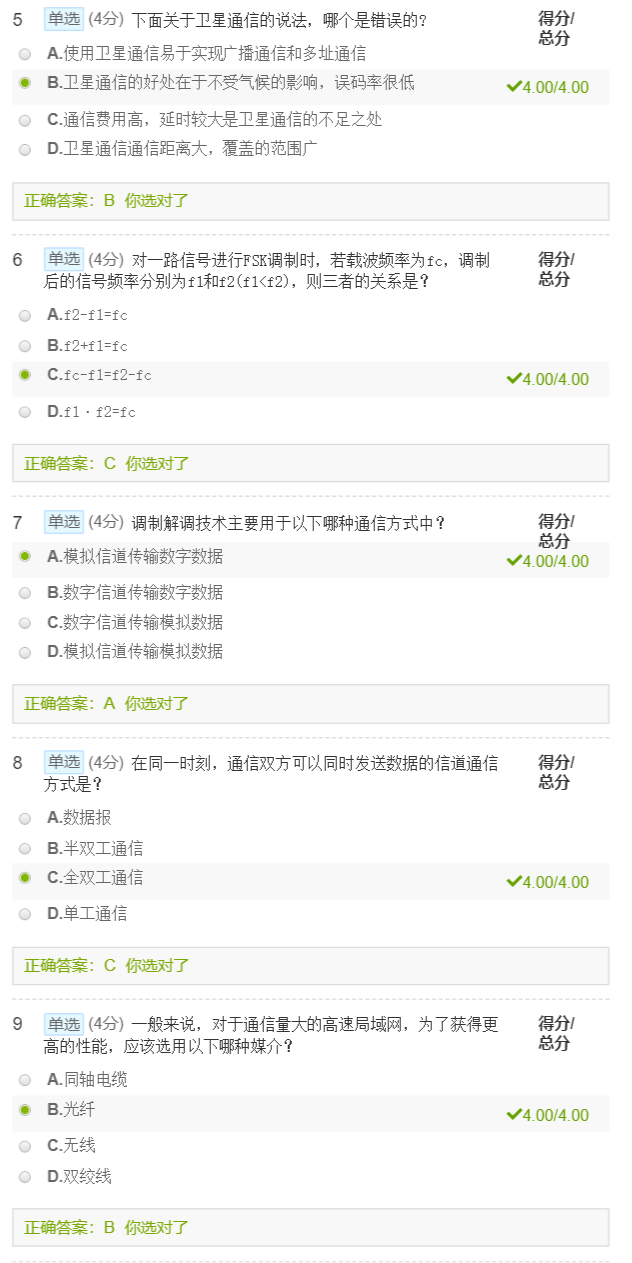 5 单选 (4分) 下面关于卫星通信的说法，哪个是错误的？ 得分/
总分
A.使用卫星通信易于实现广播通信和多址通信
B.卫星通信的好处在于不受气候的影响，误码率很低 4.00/4.00
C.通信费用高，延时较大是卫星通信的不足之处
D.卫星通信通信距离大，覆盖的范围广
正确答案：B 你选对了
6 单选 (4分) 对一路信号进行FSK调制时，若载波频率为fc，调制 得分/
后的信号频率分别为f1和f2(f1<f2)，则三者的关系是？ 总分
A.f2-f1=fc
B.f2+f1=fc
C.fc-f1=f2-fc 4.00/4.00
D.f1·f2=fc
正确答案：C 你选对了
7 单选 (4分) 调制解调技术主要用于以下哪种通信方式中？ 得分/
总分
A.模拟信道传输数字数据 4.00/4.00
B.数字信道传输数字数据
C.数字信道传输模拟数据
D.模拟信道传输模拟数据
正确答案：A 你选对了
8 单选 (4分) 在同一时刻，通信双方可以同时发送数据的信道通信 得分/
方式是？ 总分
A.数据报
B.半双工通信
C.全双工通信 4.00/4.00
D.单工通信
正确答案：C 你选对了
9 单选 (4分) 一般来说，对于通信量大的高速局域网，为了获得更 得分/
高的性能，应该选用以下哪种媒介？ 总分
A.同轴电缆
B.光纤 4.00/4.00
C.无线
D.双绞线
正确答案：B 你选对了